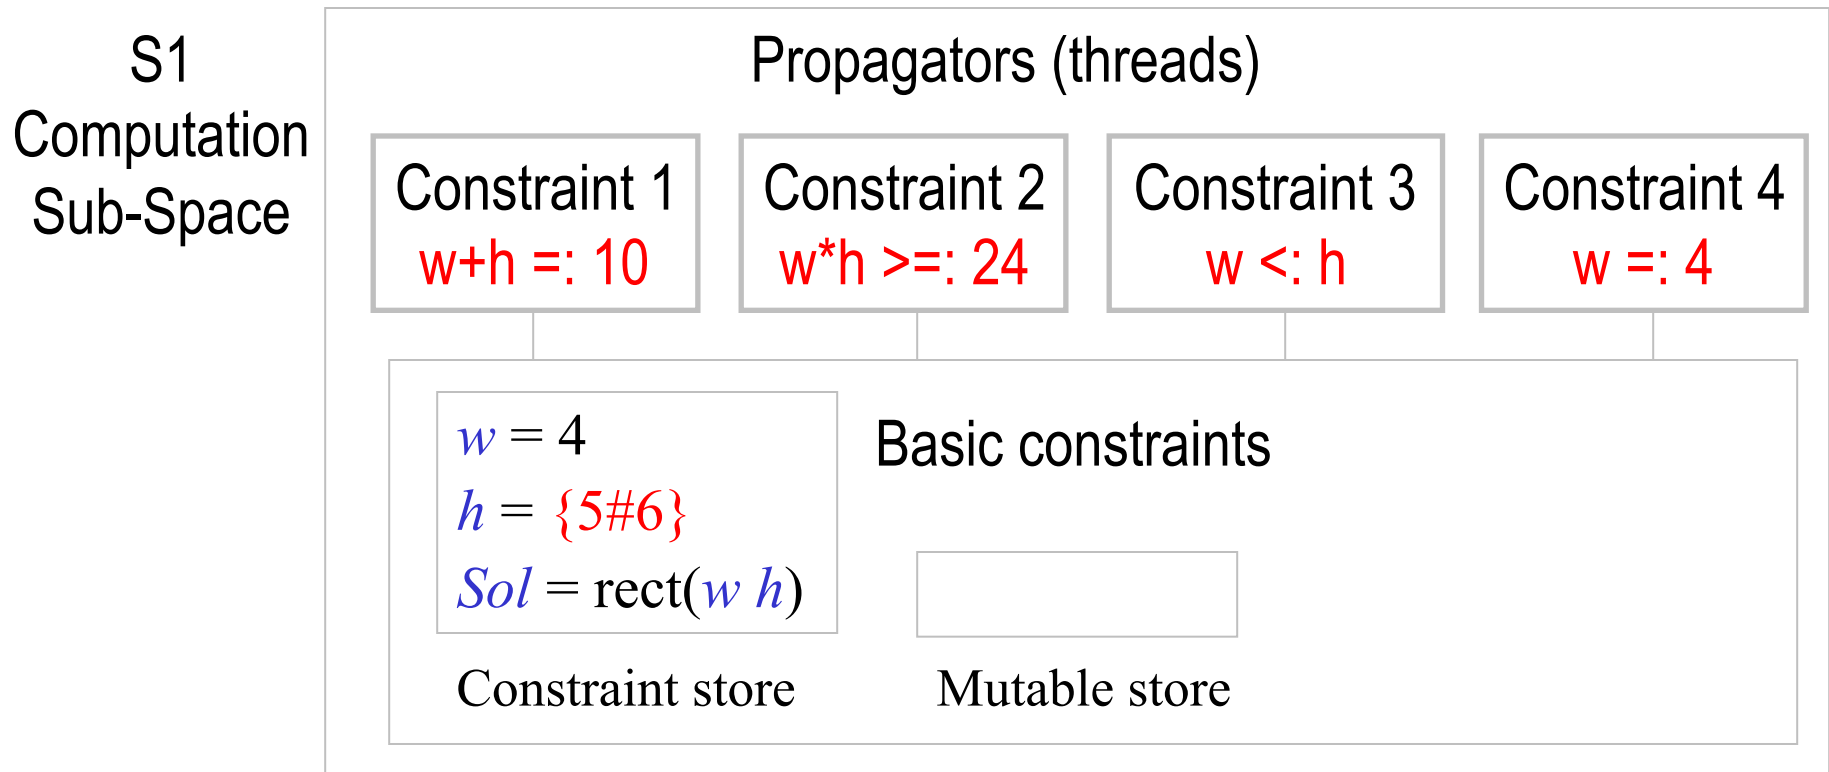 S1
Computation
Sub-Space
Propagators (threads)
Constraint 1
w+h =: 10
Constraint 2
w*h >=: 24
Constraint 3
w <: h
Constraint 4
w =: 4
w = 4
h = {5#6}
Sol = rect(w h)
Constraint store
Basic constraints
Mutable store